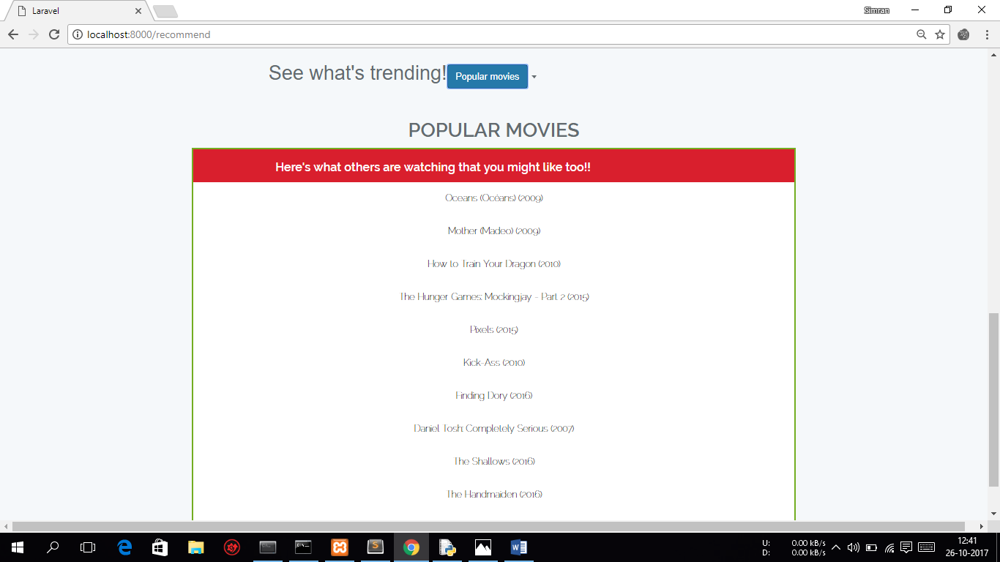 Laravel
Simran
localhost:8000/recommend
See what's trending! Popular movies
POPULAR MOVIES
Here's what others are watching that you might like too!!
Oceans (Océans) (2009)
Mother (Madeo) (2009)
How to Train Your Dragon (2010)
The Hunger Games: Mockingjay - Part 2 (2015)
Pixels (2015)
Kick-Ass (2010)
Finding Dory (2016)
Daniel Tosh: Completely Serious (2007)
The Shallows (2016)
The Handmaiden (2016)
U: 0.00 kB/s
D: 0.00 kB/s
12:41
26-10-2017